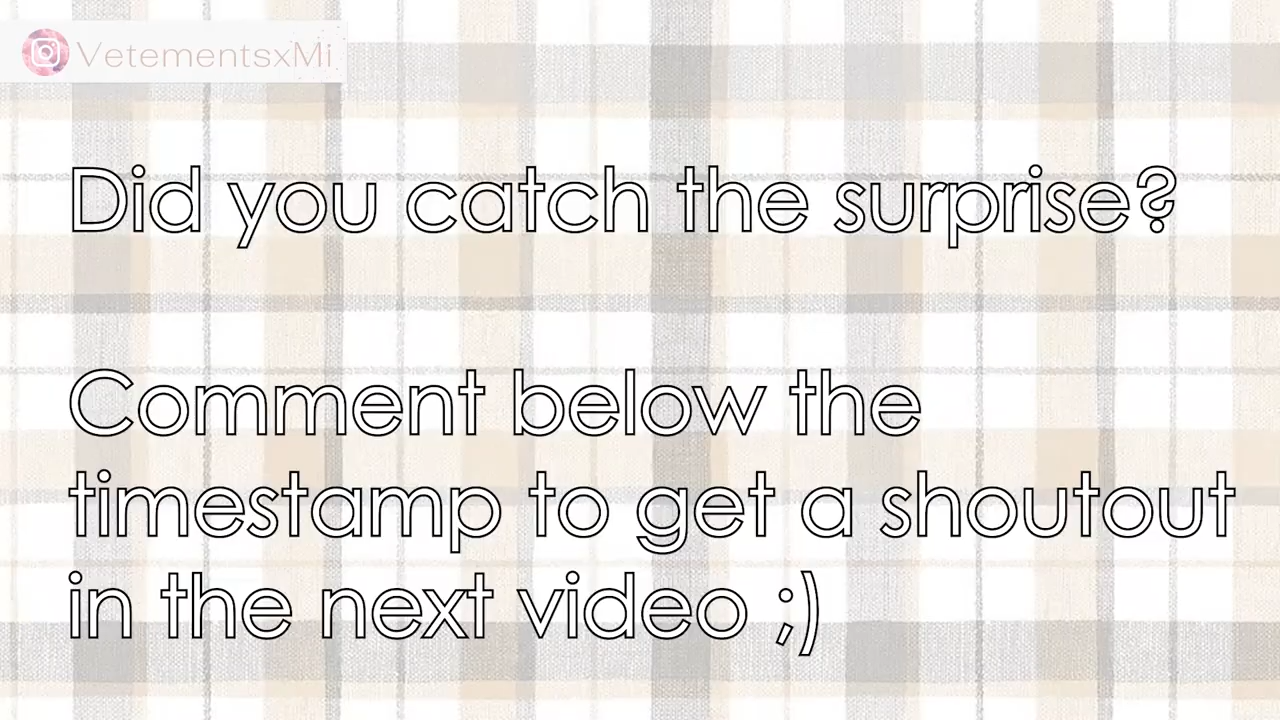 VetementsxMi
Did you catch the surprise?
Comment below the
timestamp to get a shoutout
in the next video ;)